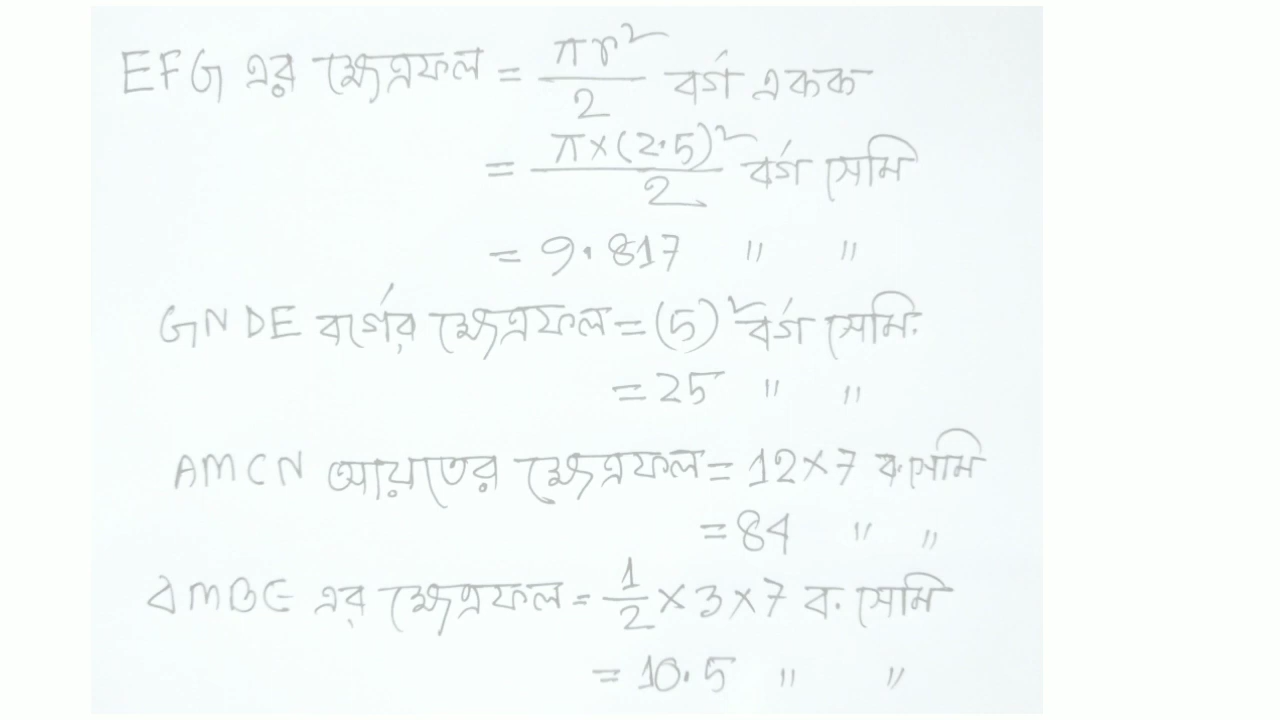 EFG এর ক্ষেত্রফল = πr²/2 বর্গ একক
= π×(2.5)²/2 বর্গ সেমি
= 9.817 " "
GNDE বর্গের ক্ষেত্রফল = (5)² বর্গ সেমি.
= 25 " "
AMCN আয়তের ক্ষেত্রফল = 12×7 ব.সেমি
= 84 " "
△MBC এর ক্ষেত্রফল = 1/2 × 3 × 7 ব. সেমি
= 10.5 " "